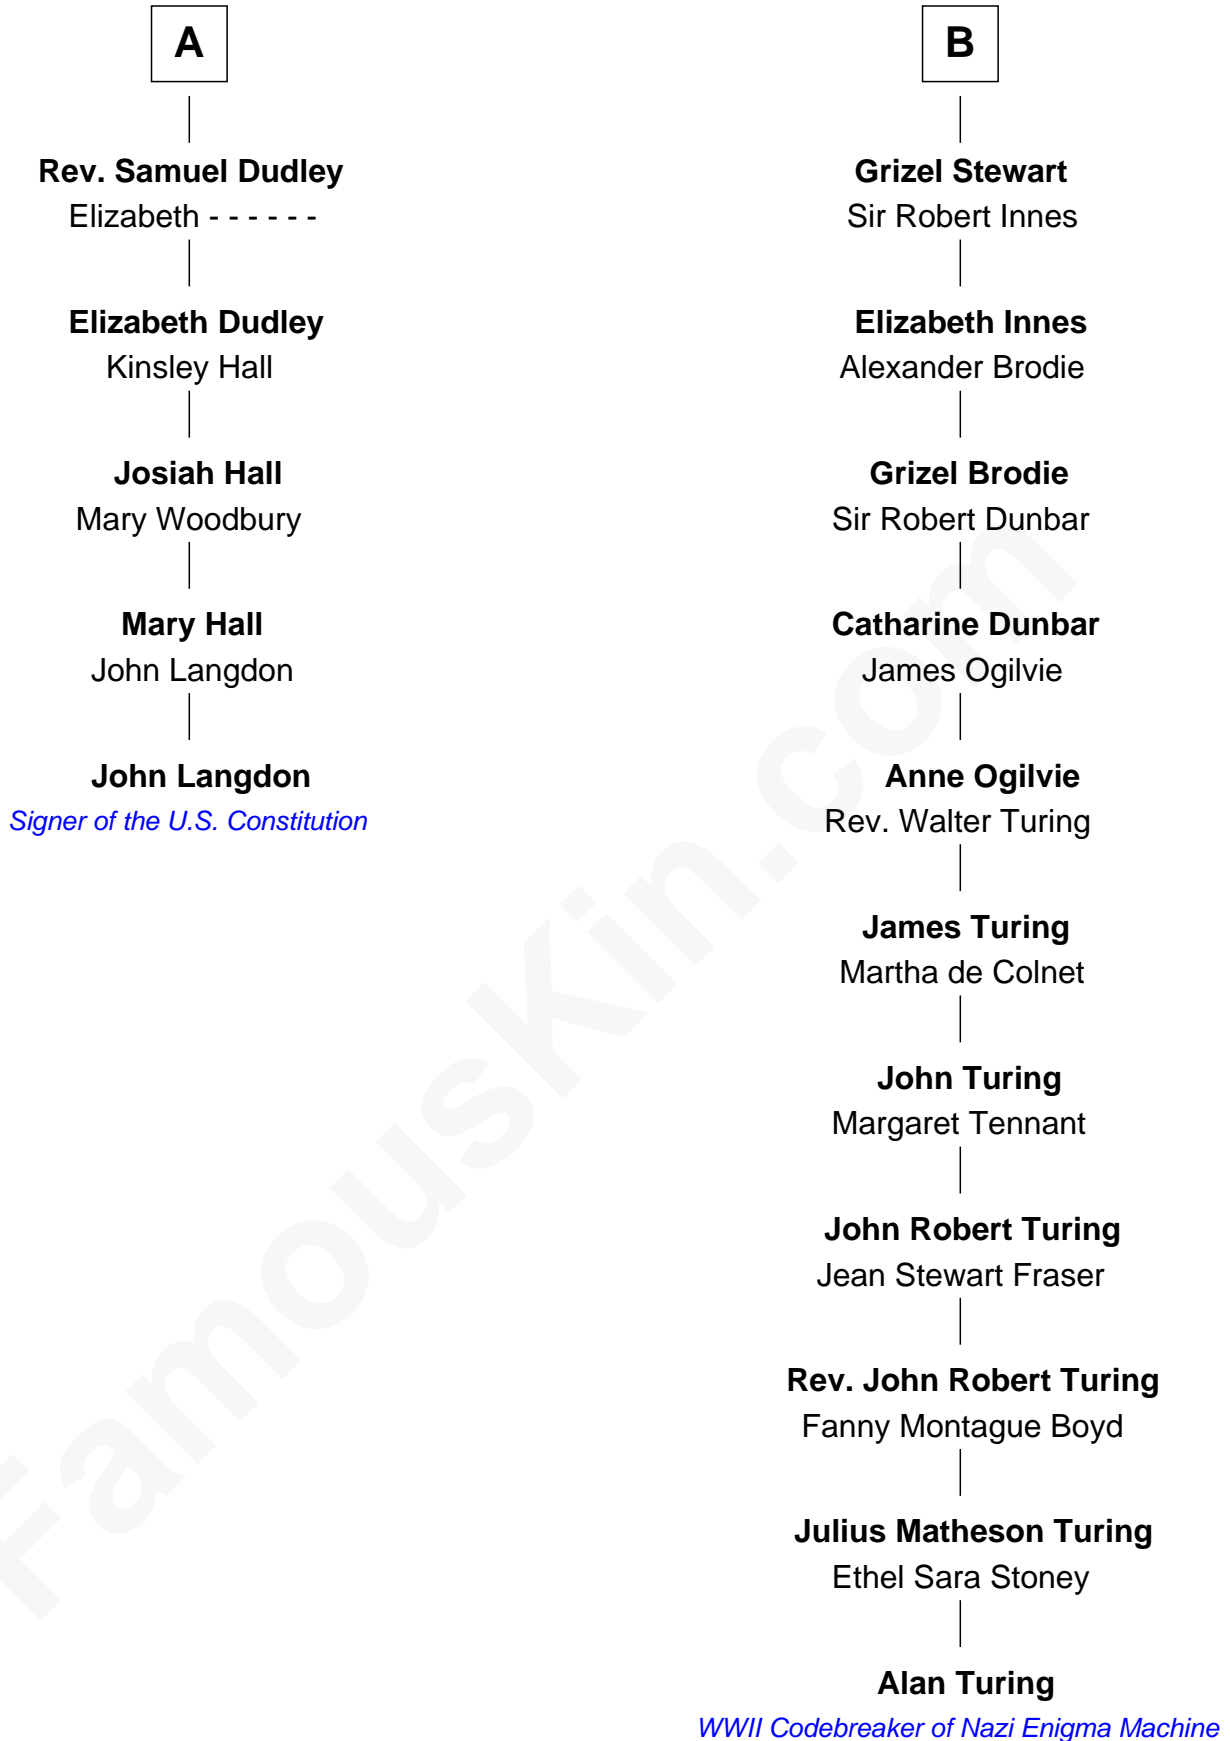 A
Rev. Samuel Dudley
Elizabeth - - - - - -
Elizabeth Dudley
Kinsley Hall
Josiah Hall
Mary Woodbury
Mary Hall
John Langdon
John Langdon
Signer of the U.S. Constitution
B
Grizel Stewart
Sir Robert Innes
Elizabeth Innes
Alexander Brodie
Grizel Brodie
Sir Robert Dunbar
Catharine Dunbar
James Ogilvie
Anne Ogilvie
Rev. Walter Turing
James Turing
Martha de Colnet
John Turing
Margaret Tennant
John Robert Turing
Jean Stewart Fraser
Rev. John Robert Turing
Fanny Montague Boyd
Julius Matheson Turing
Ethel Sara Stoney
Alan Turing
WWII Codebreaker of Nazi Enigma Machine
FamousKin.com